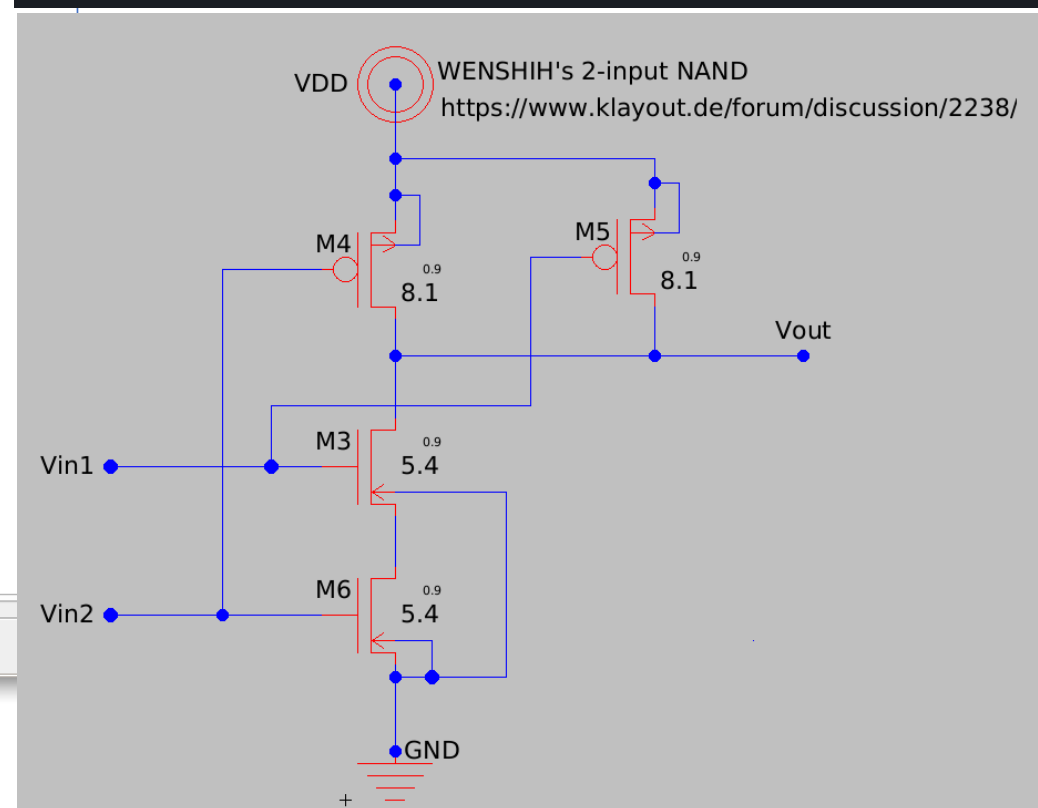 VDD
WENSHIH's 2-input NAND
https://www.klayout.de/forum/discussion/2238/
M4
0.9
8.1
M5
0.9
8.1
Vout
M3
0.9
5.4
Vin1
M6
0.9
5.4
Vin2
GND